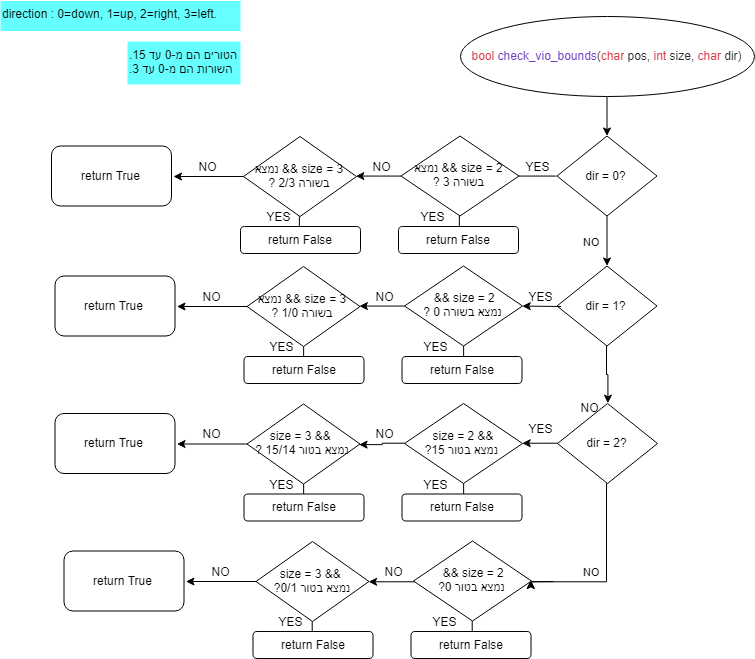 direction : 0=down, 1=up, 2=right, 3=left.
הטורים הם מ-0 עד 15.
השורות הם מ-0 עד 3.
bool check_vio_bounds(char pos, int size, char dir)
dir = 0?
YES
size = 2 && נמצא
בשורה 3 ?
NO
size = 3 && נמצא
בשורה 2/3 ?
NO
return True
YES
return False
YES
return False
NO
dir = 1?
YES
size = 2 &&
נמצא בשורה 0 ?
NO
size = 3 && נמצא
בשורה 1/0 ?
NO
return True
YES
return False
YES
return False
NO
dir = 2?
YES
size = 2 &&
נמצא בטור 15?
NO
size = 3 &&
נמצא בטור 15/14 ?
NO
return True
YES
return False
YES
return False
NO
size = 2 &&
נמצא בטור 0?
NO
size = 3 &&
נמצא בטור 0/1?
NO
return True
YES
return False
YES
return False